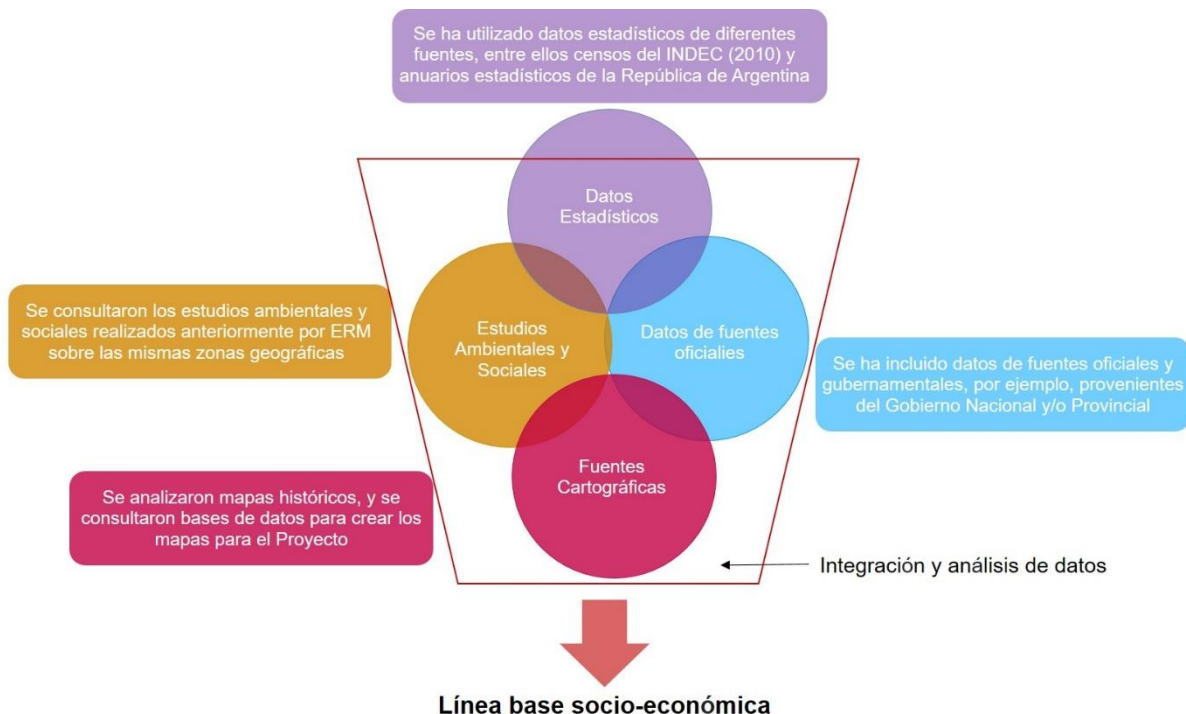 Se ha utilizado datos estadísticos de diferentes
fuentes, entre ellos censos del INDEC (2010) y
anuarios estadísticos de la República de Argentina
Datos
Estadísticos
Se consultaron los estudios ambientales y
sociales realizados anteriormente por ERM
sobre las mismas zonas geográficas
Estudios
Ambientales y
Sociales
Datos de fuentes
oficialies
Se ha incluido datos de fuentes oficiales y
gubernamentales, por ejemplo, provenientes
del Gobierno Nacional y/o Provincial
Fuentes
Cartográficas
Se analizaron mapas históricos, y se
consultaron bases de datos para crear los
mapas para el Proyecto
Integración y análisis de datos
Línea base socio-económica